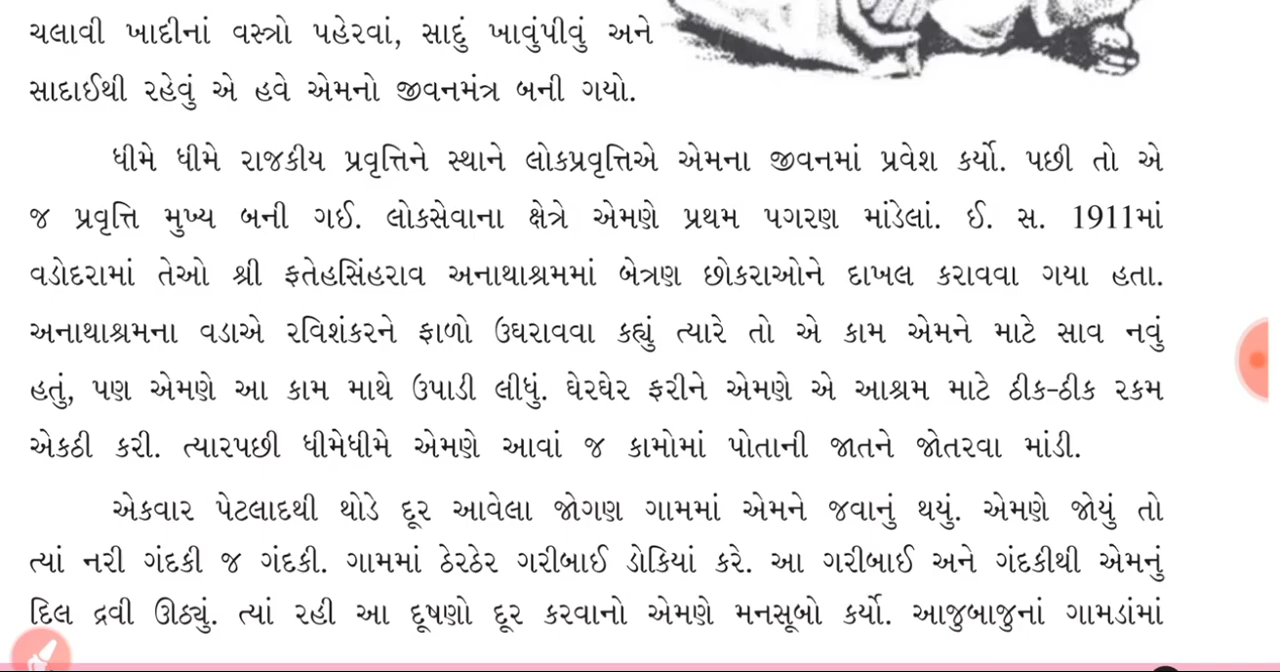 ચલાવી ખાદીનાં વસ્ત્રો પહેરવાં, સાદું ખાવુંપીવું અને
સાદાઈથી રહેવું એ હવે એમનો જીવનમંત્ર બની ગયો.
ધીમે ધીમે રાજકીય પ્રવૃત્તિને સ્થાને લોકપ્રવૃત્તિએ એમના જીવનમાં પ્રવેશ કર્યો. પછી તો એ
જ પ્રવૃત્તિ મુખ્ય બની ગઈ. લોકસેવાના ક્ષેત્રે એમણે પ્રથમ પગરણ માંડેલાં. ઈ. સ. 1911માં
વડોદરામાં તેઓ શ્રી ફતેહસિંહરાવ અનાથાશ્રમમાં બેત્રણ છોકરાઓને દાખલ કરાવવા ગયા હતા.
અનાથાશ્રમના વડાએ રવિશંકરને ફાળો ઉઘરાવવા કહ્યું ત્યારે તો એ કામ એમને માટે સાવ નવું
હતું, પણ એમણે આ કામ માથે ઉપાડી લીધું. ઘેરઘેર ફરીને એમણે એ આશ્રમ માટે ઠીક-ઠીક રકમ
એકઠી કરી. ત્યારપછી ધીમેધીમે એમણે આવાં જ કામોમાં પોતાની જાતને જોતરવા માંડી.
એકવાર પેટલાદથી થોડે દૂર આવેલા જોગણ ગામમાં એમને જવાનું થયું. એમણે જોયું તો
ત્યાં નરી ગંદકી જ ગંદકી. ગામમાં ઠેરઠેર ગરીબાઈ ડોકિયાં કરે. આ ગરીબાઈ અને ગંદકીથી એમનું
દિલ દ્રવી ઊઠ્યું. ત્યાં રહી આ દૂષણો દૂર કરવાનો એમણે મનસૂબો કર્યો. આજુબાજુનાં ગામડાંમાં